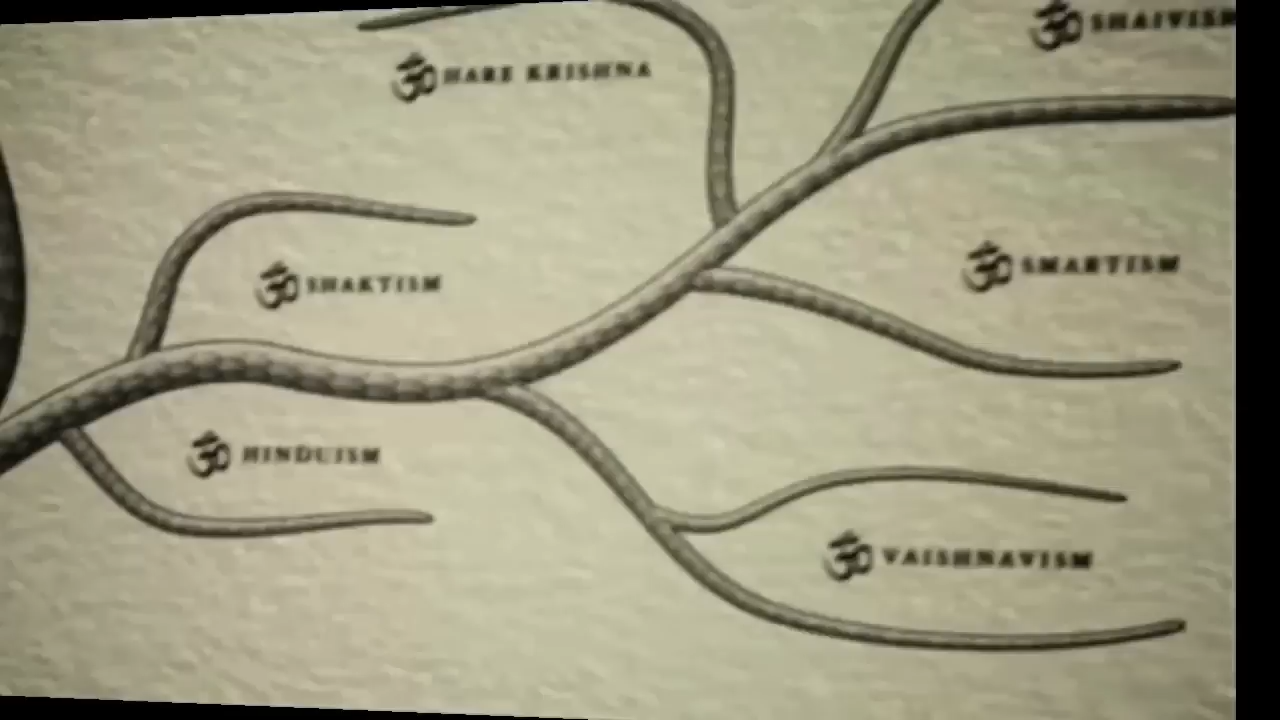 ॐ SHAIVISM
ॐ HARE KRISHNA
ॐ SMARTISM
ॐ SHAKTISM
ॐ HINDUISM
ॐ VAISHNAVISM